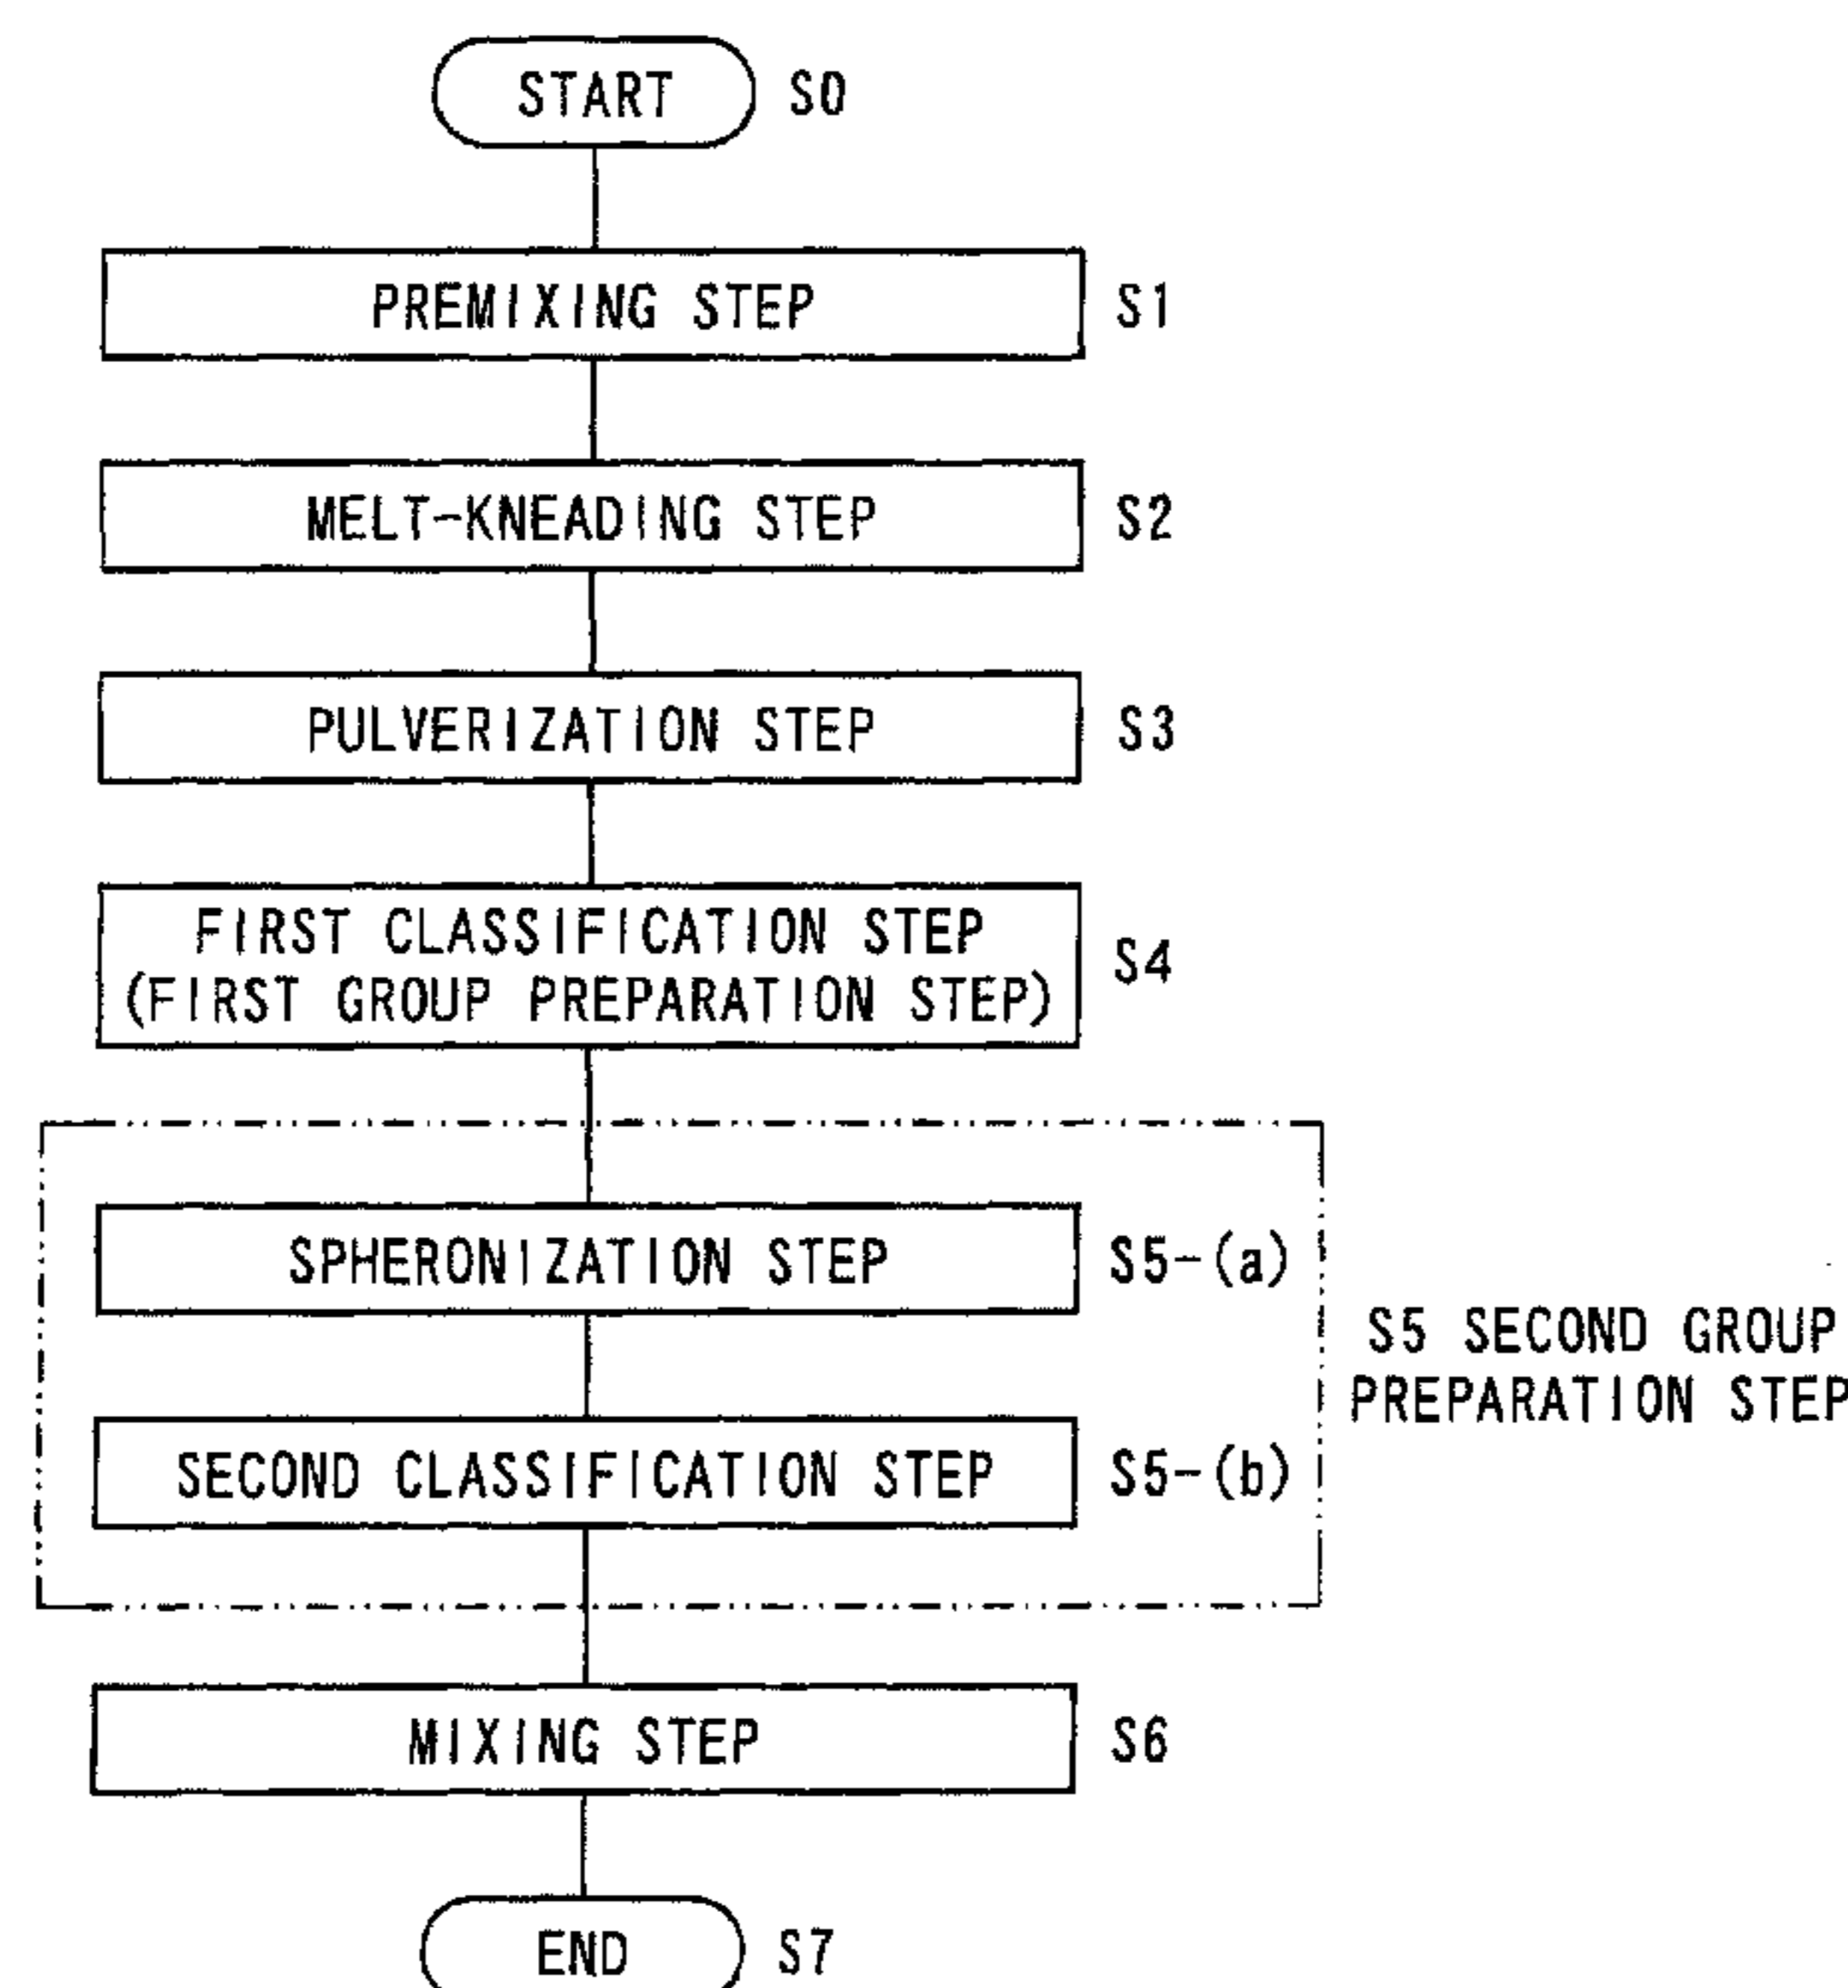 START S0
PREMIXING STEP S1
MELT-KNEADING STEP S2
PULVERIZATION STEP S3
FIRST CLASSIFICATION STEP
(FIRST GROUP PREPARATION STEP) S4
SPHERONIZATION STEP S5-(a)
S5 SECOND GROUP
PREPARATION STEP
SECOND CLASSIFICATION STEP S5-(b)
MIXING STEP S6
END S7